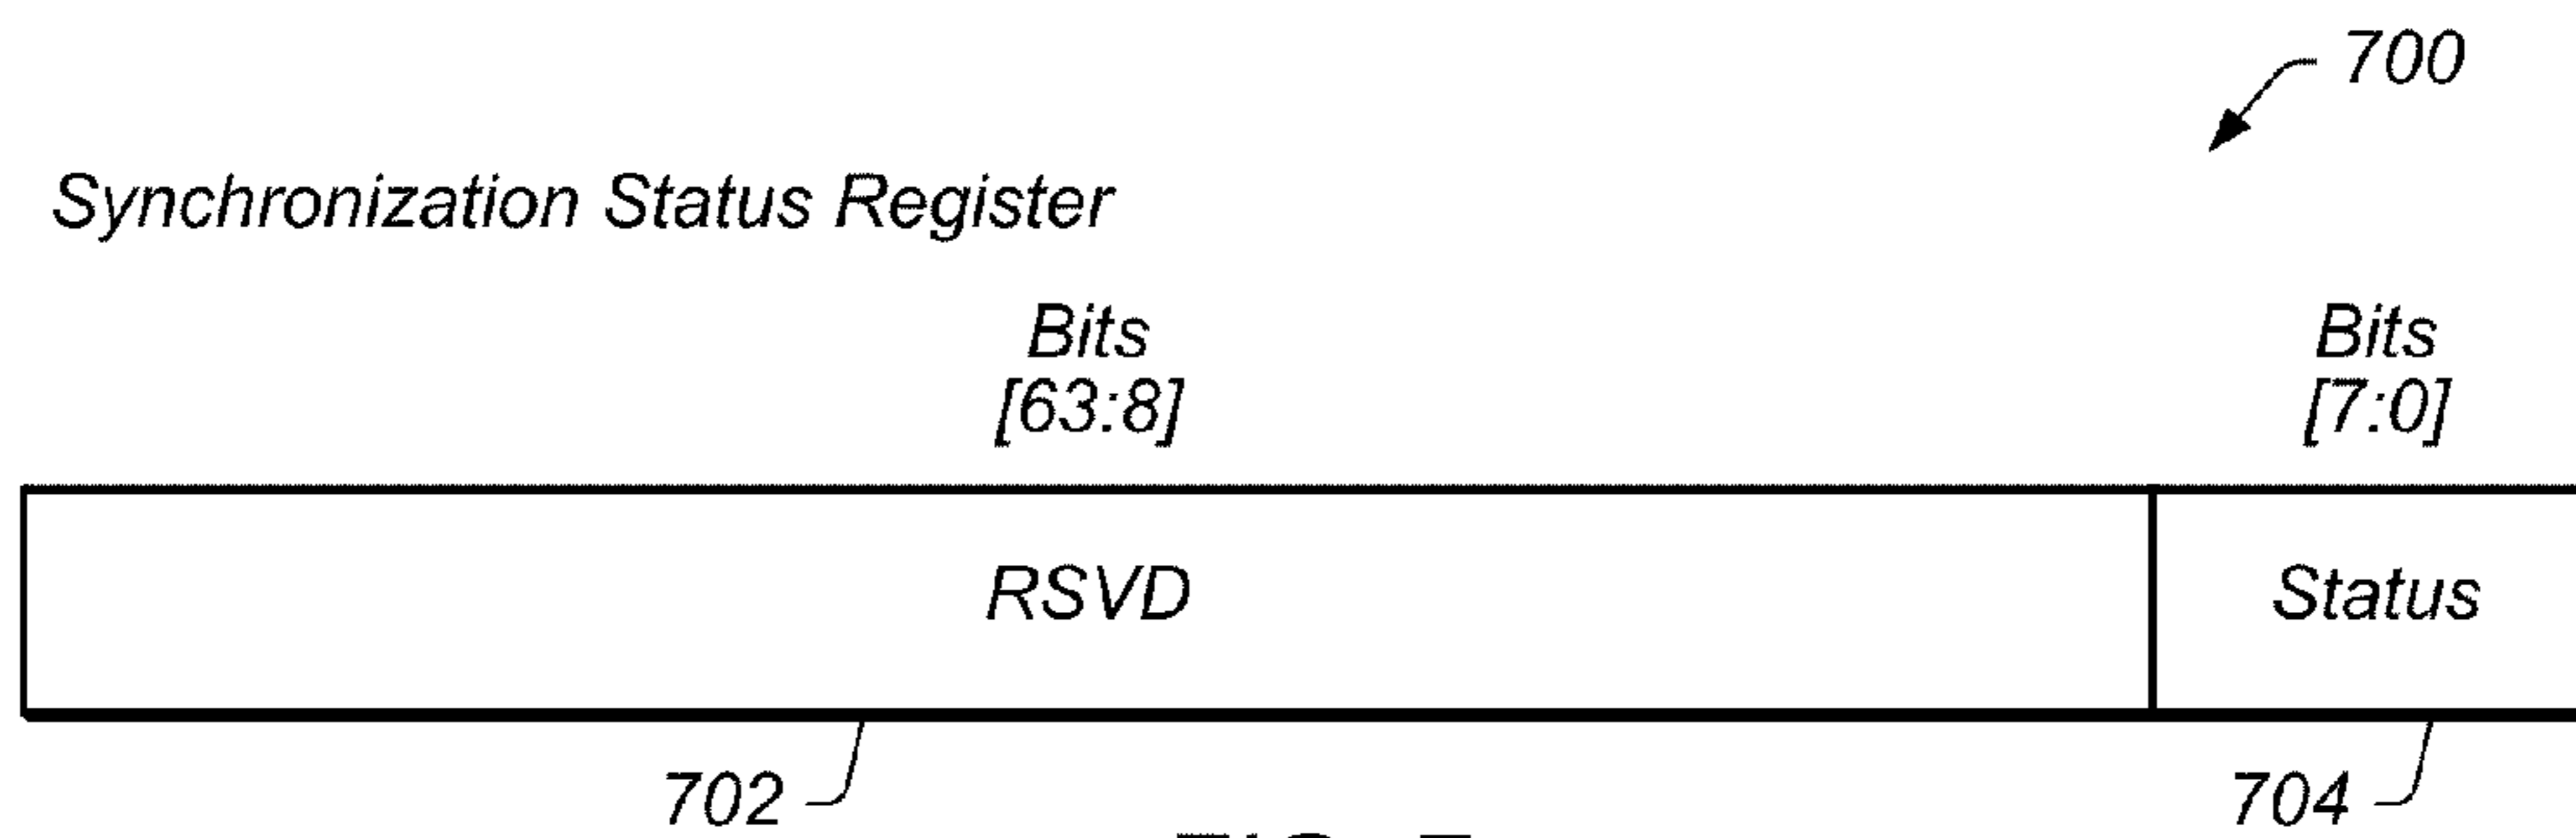 700
Synchronization Status Register
Bits Bits
[63:8] [7:0]
RSVD Status
702 704